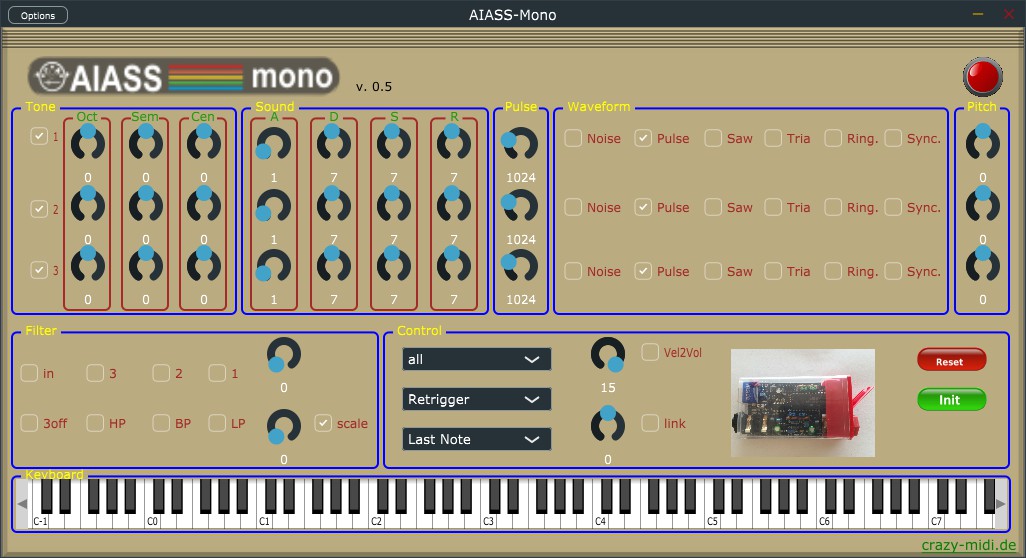 Options
AIASS-Mono
AIASS mono
v. 0.5
Tone Sound Pulse Waveform Pitch
Oct Sem Cen A D S R
1 Noise Pulse Saw Tria Ring. Sync.
0 0 0 1 7 7 7 1024 0
2 Noise Pulse Saw Tria Ring. Sync.
0 0 0 1 7 7 7 1024 0
3 Noise Pulse Saw Tria Ring. Sync.
0 0 0 1 7 7 7 1024 0
Filter
in 3 2 1
0
3off HP BP LP scale
0
Control
all
Retrigger
Last Note
15
Vel2Vol
0
link
Reset
Init
Keyboard
C-1 C0 C1 C2 C3 C4 C5 C6 C7
crazy-midi.de